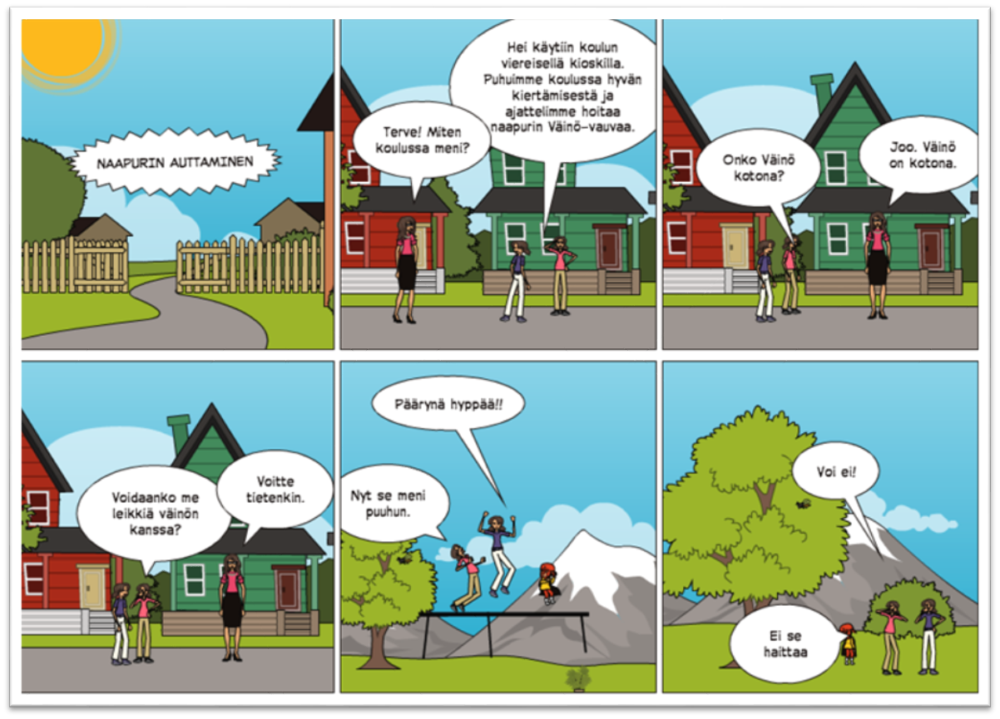 NAAPURIN AUTTAMINEN
Terve! Miten
koulussa meni?
Hei käytiin koulun
viereisellä kioskilla.
Puhuimme koulussa hyvän
kiertämisestä ja
ajattelimme hoitaa
naapurin Väinö-vauvaa.
Onko Väinö
kotona?
Joo. Väinö
on kotona.
Voidaanko me
leikkiä väinön
kanssa?
Voitte
tietenkin.
Päärynä hyppää!!
Nyt se meni
puuhun.
Voi ei!
Ei se
haittaa